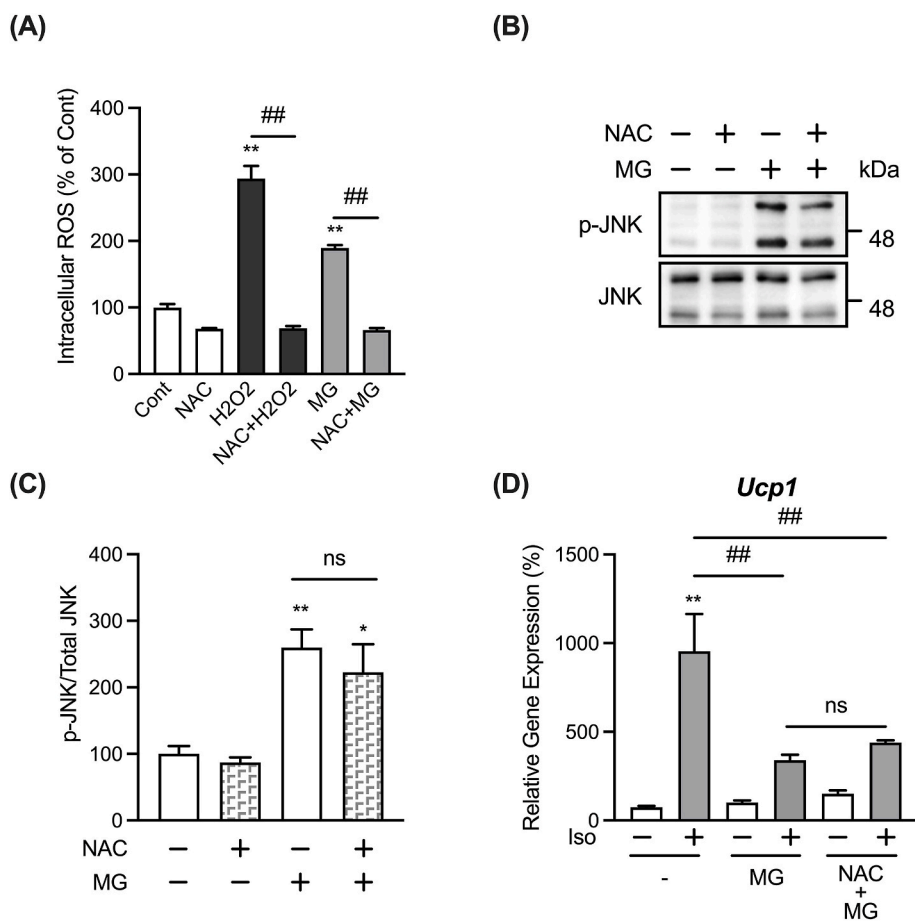 (A)
Intracellular ROS (% of Cont)
400
300
200
100
0
##
**
##
**
Cont
NAC
H2O2
NAC+H2O2
MG
NAC+MG
(B)
NAC − + − +
MG − − + + kDa
p-JNK 48
JNK 48
(C)
p-JNK/Total JNK
400
300
200
100
0
ns
**
*
NAC − + − +
MG − − + +
(D)
Ucp1
Relative Gene Expression (%)
1500
1000
500
0
##
##
**
ns
Iso − + − + − +
- MG NAC
+
MG